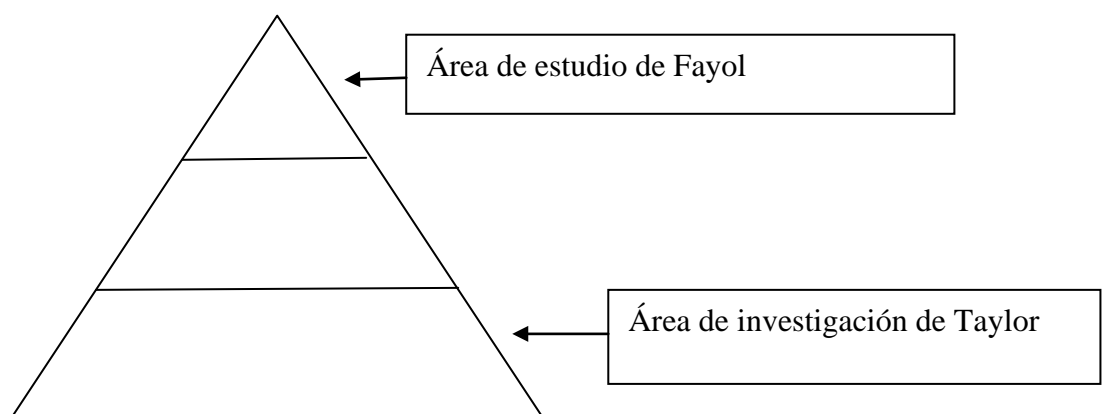 Área de estudio de Fayol
Área de investigación de Taylor